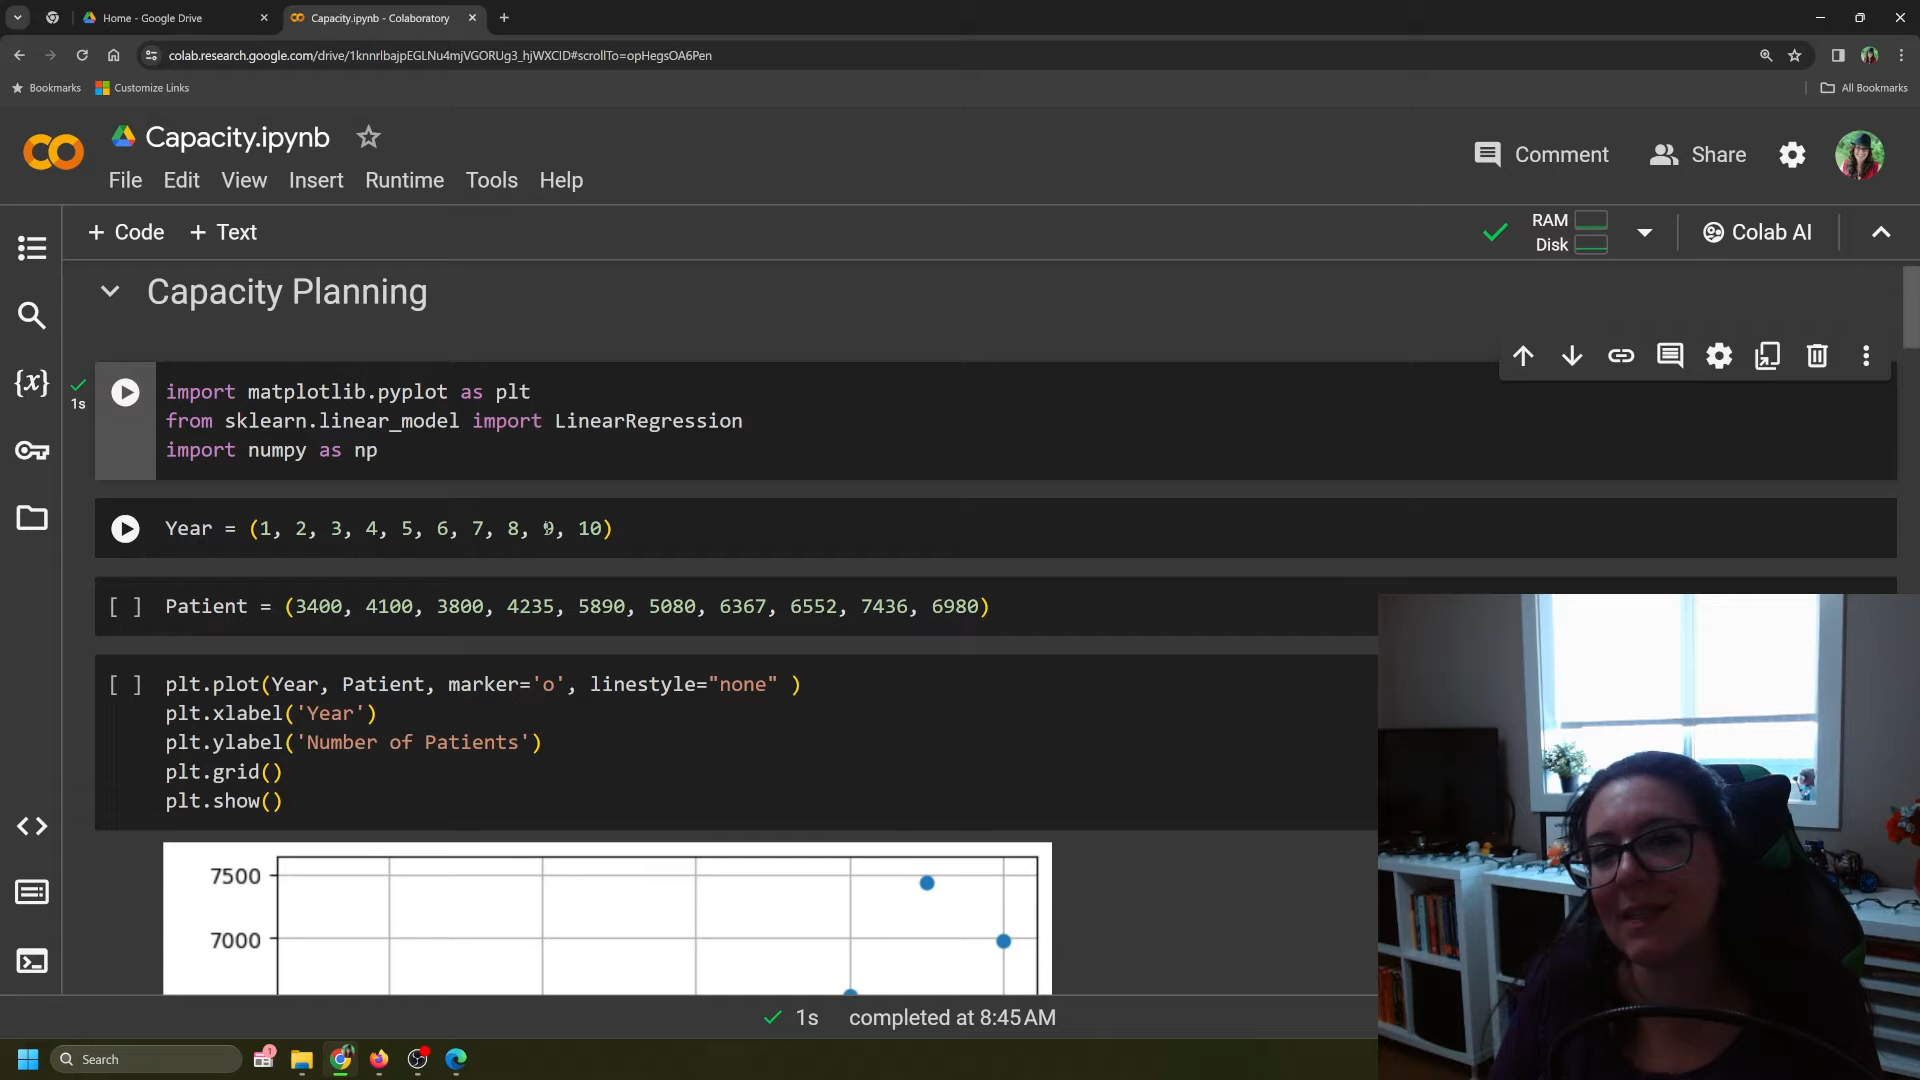 Home - Google Drive
Capacity.ipynb - Colaboratory
colab.research.google.com/drive/1knnrlbajpEGLNu4mjVGORUg3_hjWXCID#scrollTo=opHegsOA6Pen
Bookmarks
Customize Links
All Bookmarks
CO
Capacity.ipynb
Comment
Share
File Edit View Insert Runtime Tools Help
+ Code + Text
RAM
Disk
Colab AI
Capacity Planning
{x}
1s
import matplotlib.pyplot as plt
from sklearn.linear_model import LinearRegression
import numpy as np
Year = (1, 2, 3, 4, 5, 6, 7, 8, 9, 10)
[ ] Patient = (3400, 4100, 3800, 4235, 5890, 5080, 6367, 6552, 7436, 6980)
[ ] plt.plot(Year, Patient, marker='o', linestyle="none" )
plt.xlabel('Year')
plt.ylabel('Number of Patients')
plt.grid()
plt.show()
7500
7000
1s completed at 8:45 AM
Search
1